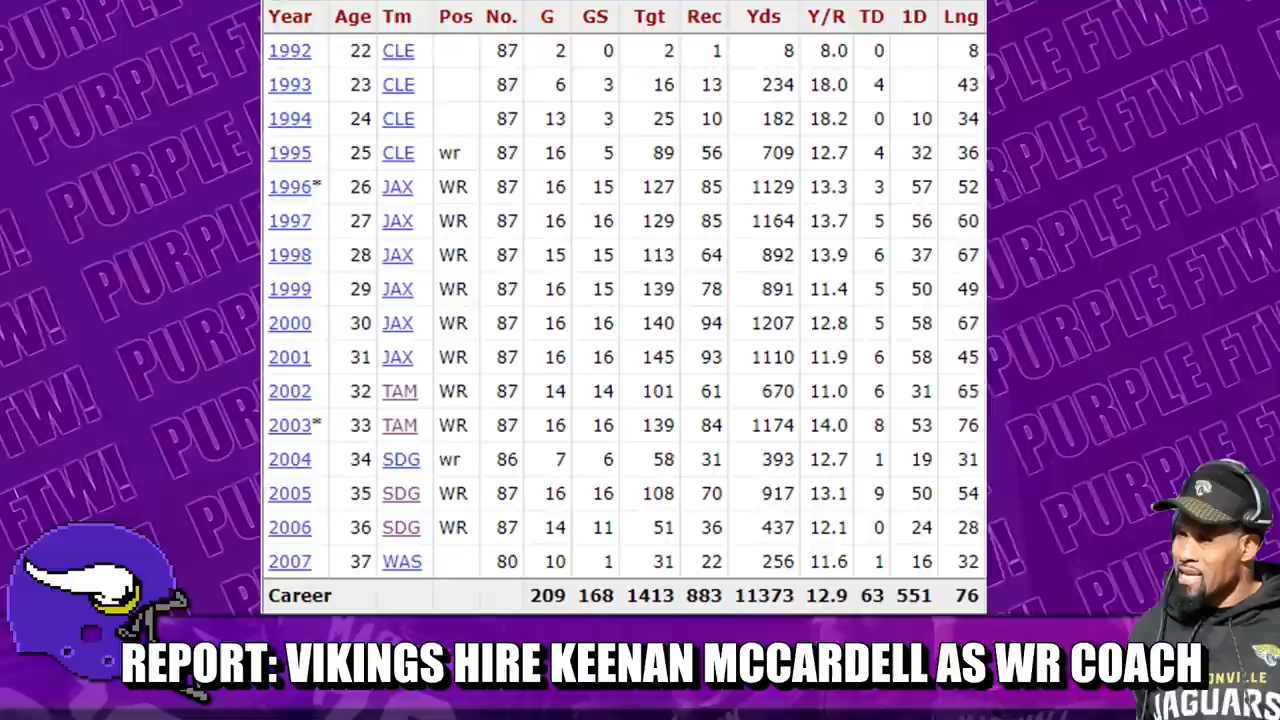 Year Age Tm Pos No. G GS Tgt Rec Yds Y/R TD 1D Lng
1992 22 CLE 87 2 0 2 1 8 8.0 0 8
1993 23 CLE 87 6 3 16 13 234 18.0 4 43
1994 24 CLE 87 13 3 25 10 182 18.2 0 10 34
1995 25 CLE wr 87 16 5 89 56 709 12.7 4 32 36
1996* 26 JAX WR 87 16 15 127 85 1129 13.3 3 57 52
1997 27 JAX WR 87 16 16 129 85 1164 13.7 5 56 60
1998 28 JAX WR 87 15 15 113 64 892 13.9 6 37 67
1999 29 JAX WR 87 16 15 139 78 891 11.4 5 50 49
2000 30 JAX WR 87 16 16 140 94 1207 12.8 5 58 67
2001 31 JAX WR 87 16 16 145 93 1110 11.9 6 58 45
2002 32 TAM WR 87 14 14 101 61 670 11.0 6 31 65
2003* 33 TAM WR 87 16 16 139 84 1174 14.0 8 53 76
2004 34 SDG wr 86 7 6 58 31 393 12.7 1 19 31
2005 35 SDG WR 87 16 16 108 70 917 13.1 9 50 54
2006 36 SDG WR 87 14 11 51 36 437 12.1 0 24 28
2007 37 WAS 80 10 1 31 22 256 11.6 1 16 32
Career 209 168 1413 883 11373 12.9 63 551 76
PURPLE FTW!
REPORT: VIKINGS HIRE KEENAN MCCARDELL AS WR COACH
JAGUARS